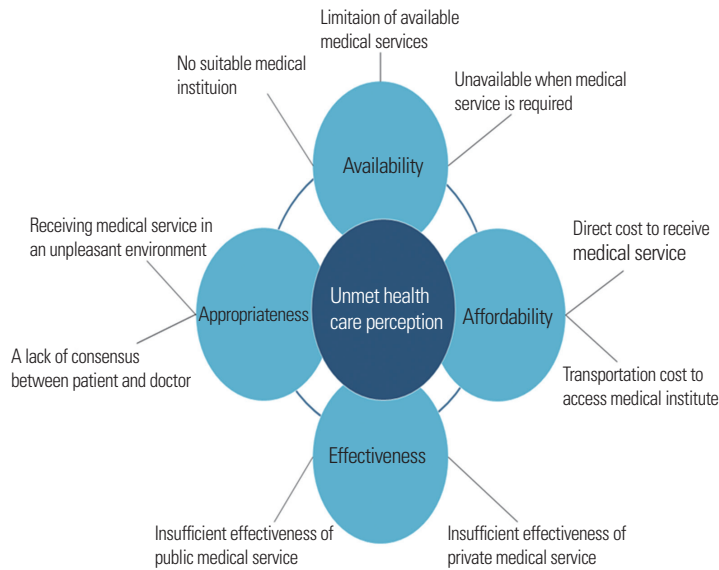 Limitaion of available
medical services
No suitable medical
instituion
Unavailable when medical
service is required
Availability
Receiving medical service in
an unpleasant environment
Direct cost to receive
medical service
Unmet health
care perception
Appropriateness
Affordability
A lack of consensus
between patient and doctor
Transportation cost to
access medical institute
Effectiveness
Insufficient effectiveness of
public medical service
Insufficient effectiveness of
private medical service